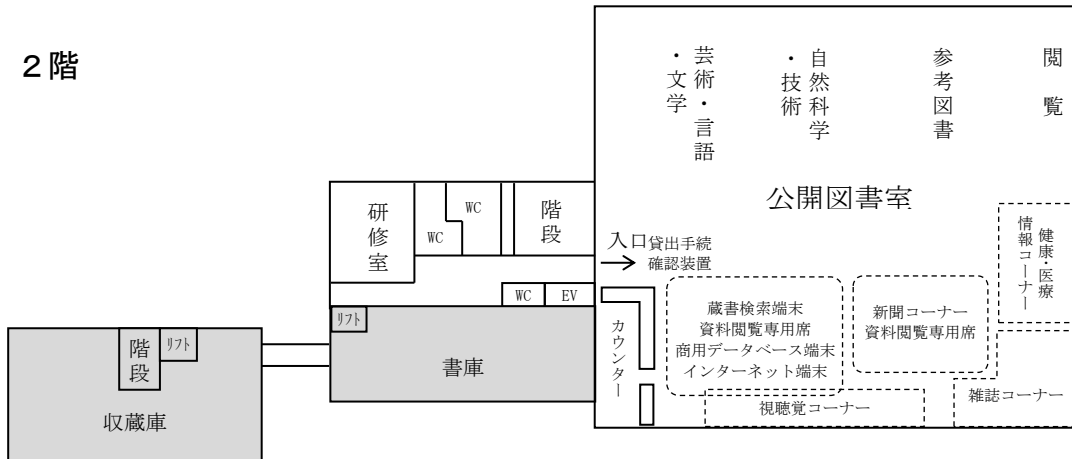 2階
芸術・言語
・文学
自然科学
・技術
参考図書
閲覧
公開図書室
研修室
WC
WC
階段
入口
貸出手続
確認装置
健康・医療
情報コーナー
WC
EV
リフト
書庫
カウンター
蔵書検索端末
資料閲覧専用席
商用データベース端末
インターネット端末
新聞コーナー
資料閲覧専用席
視聴覚コーナー
雑誌コーナー
階段
リフト
収蔵庫